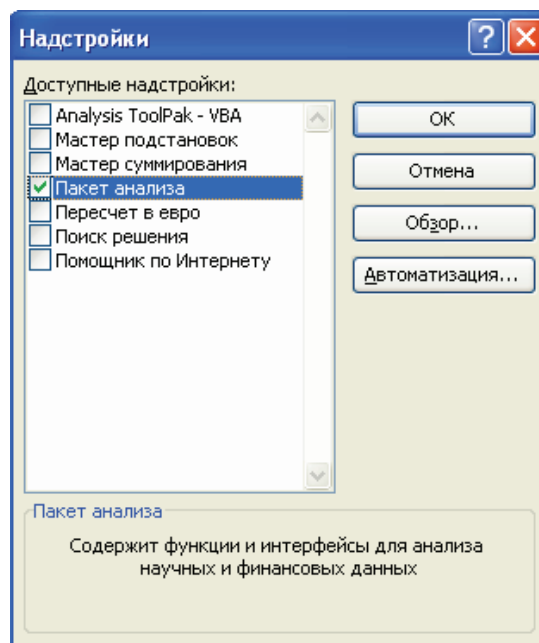 Надстройки
Доступные надстройки:
Analysis ToolPak - VBA
Мастер подстановок
Мастер суммирования
Пакет анализа
Пересчет в евро
Поиск решения
Помощник по Интернету
ОК
Отмена
Обзор...
Автоматизация...
Пакет анализа
Содержит функции и интерфейсы для анализа
научных и финансовых данных